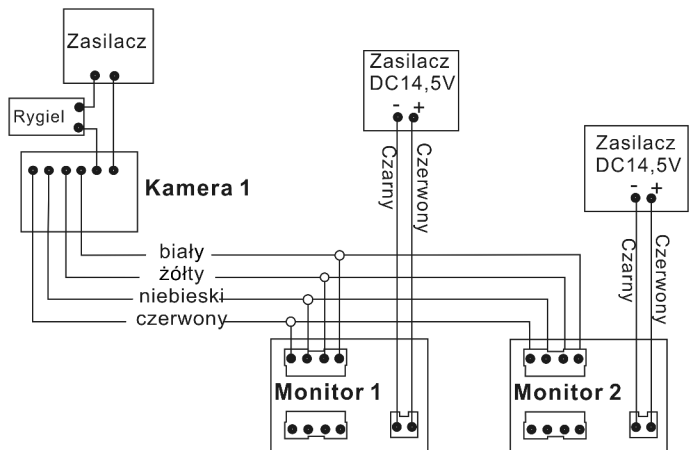 Zasilacz
Rygiel
Kamera 1
Zasilacz
DC14,5V
- +
Czarny
Czerwony
Zasilacz
DC14,5V
- +
Czarny
Czerwony
biały
żółty
niebieski
czerwony
Monitor 1
Monitor 2